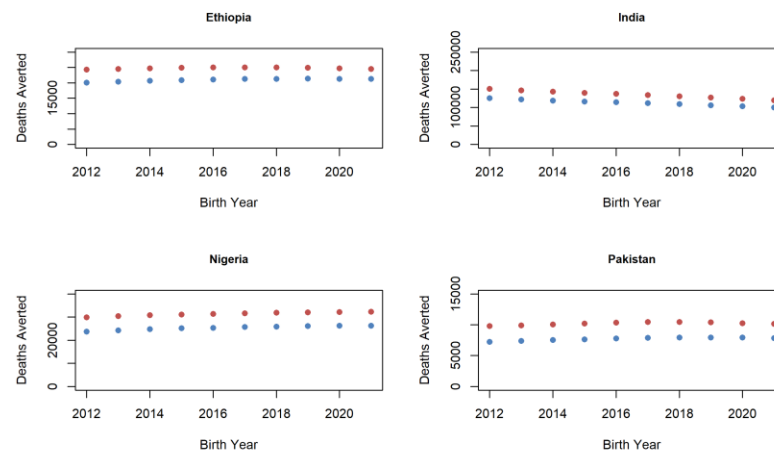 Ethiopia
Deaths Averted
15000
0
2012 2014 2016 2018 2020
Birth Year
India
Deaths Averted
250000
100000
0
2012 2014 2016 2018 2020
Birth Year
Nigeria
Deaths Averted
20000
0
2012 2014 2016 2018 2020
Birth Year
Pakistan
Deaths Averted
15000
5000
0
2012 2014 2016 2018 2020
Birth Year